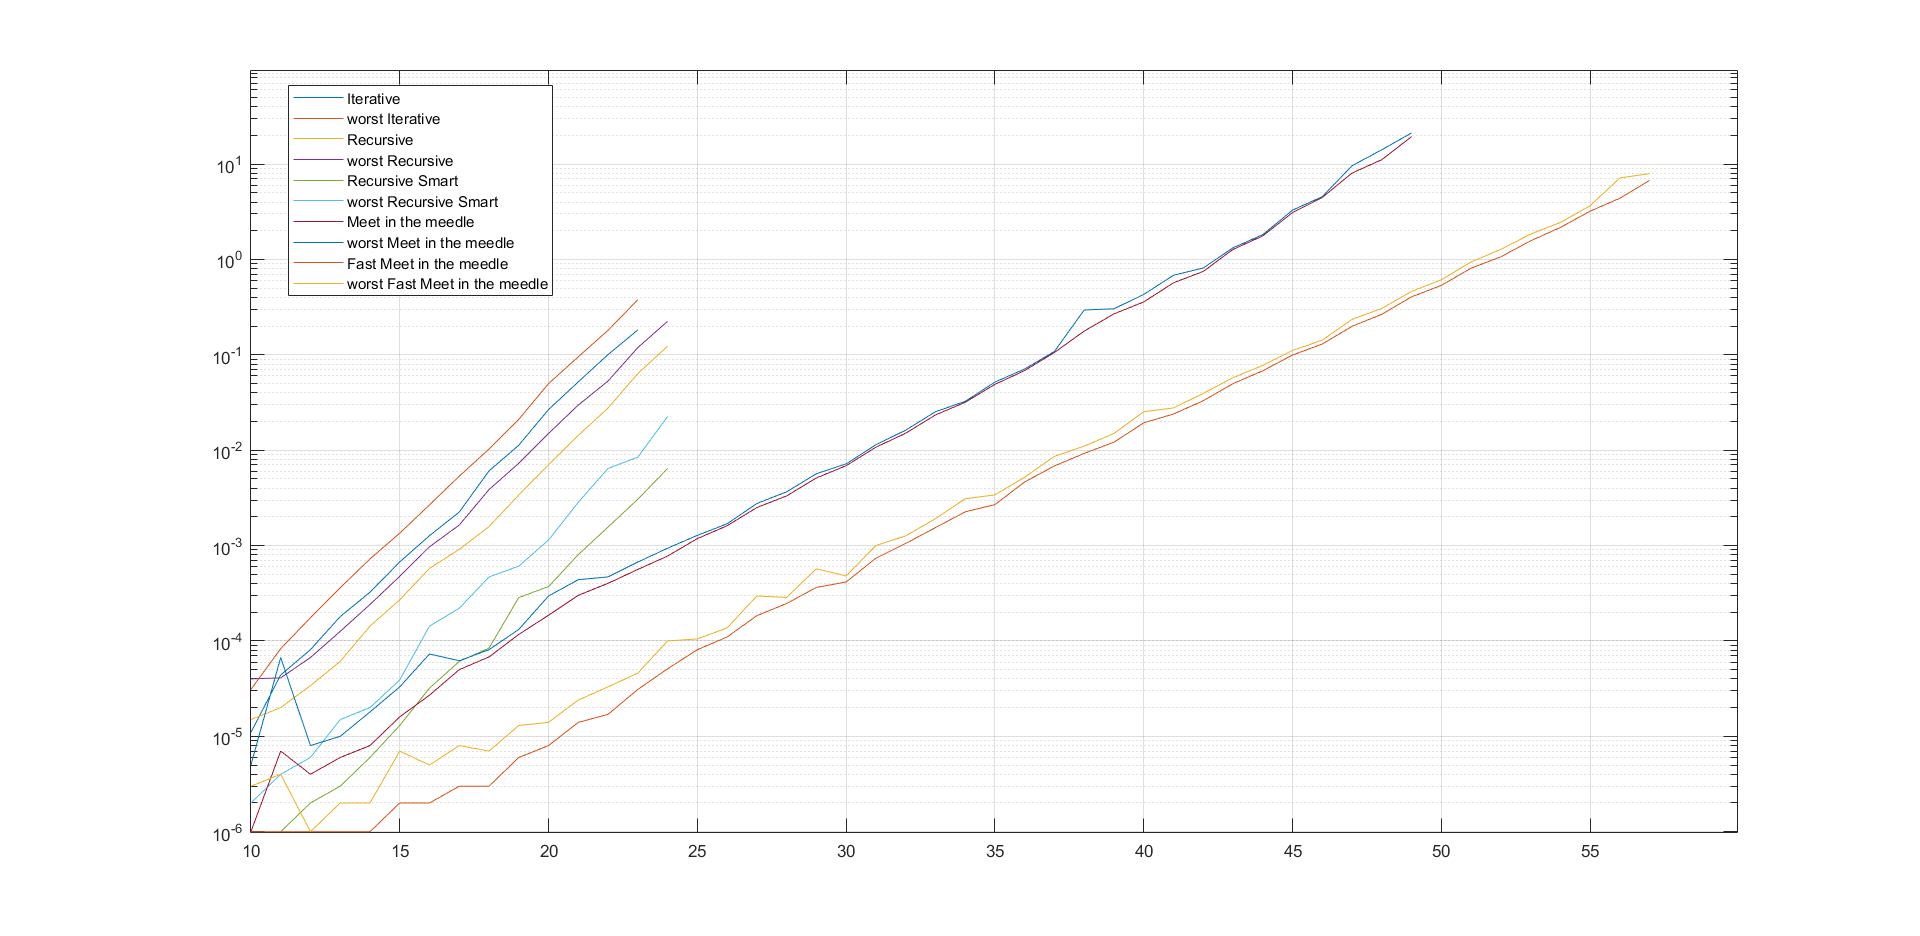 Iterative
worst Iterative
Recursive
worst Recursive
Recursive Smart
worst Recursive Smart
Meet in the meedle
worst Meet in the meedle
Fast Meet in the meedle
worst Fast Meet in the meedle
10^1
10^0
10^-1
10^-2
10^-3
10^-4
10^-5
10^-6
10 15 20 25 30 35 40 45 50 55